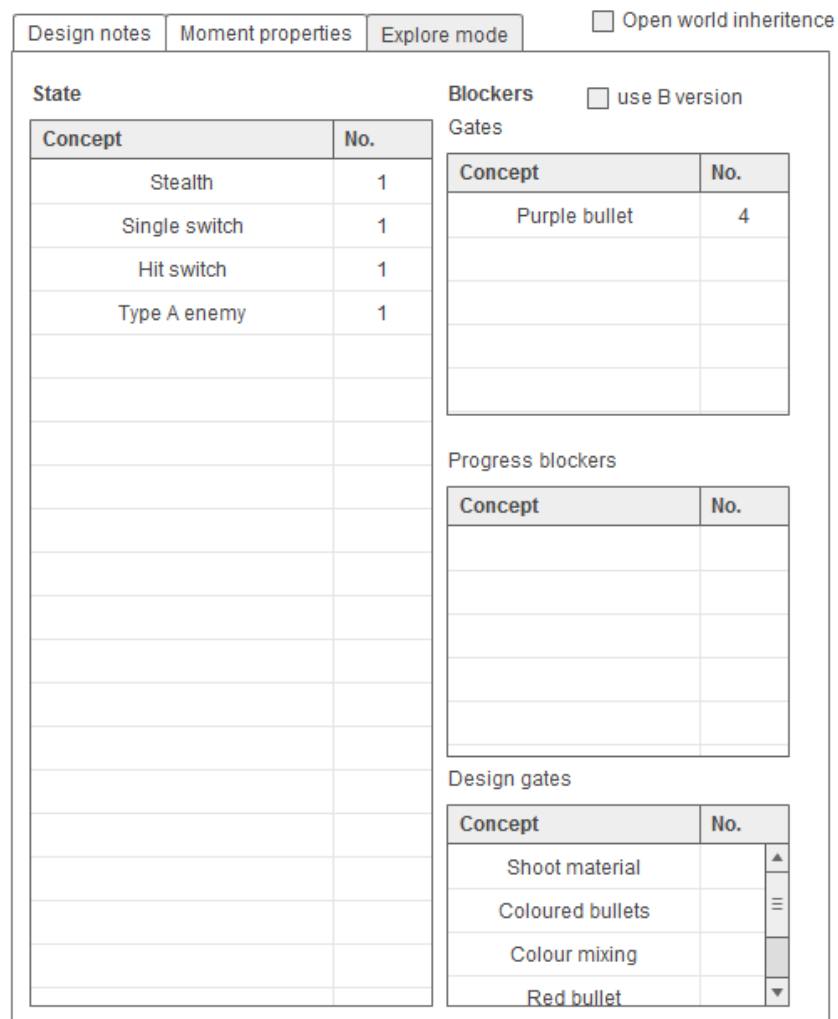 Open world inheritence
Design notes Moment properties Explore mode
State
Concept No.
Stealth 1
Single switch 1
Hit switch 1
Type A enemy 1
Blockers use B version
Gates
Concept No.
Purple bullet 4
Progress blockers
Concept No.
Design gates
Concept No.
Shoot material
Coloured bullets
Colour mixing
Red bullet